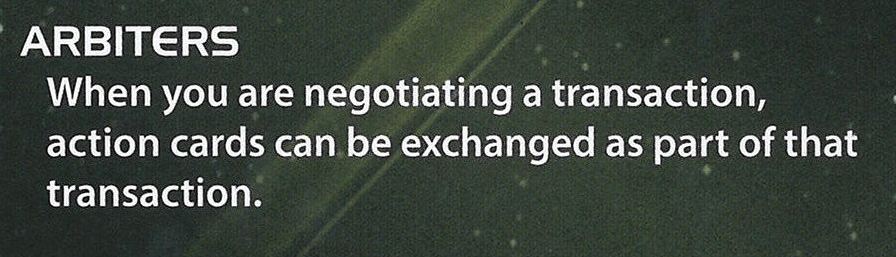 ARBITERS
When you are negotiating a transaction,
action cards can be exchanged as part of that
transaction.